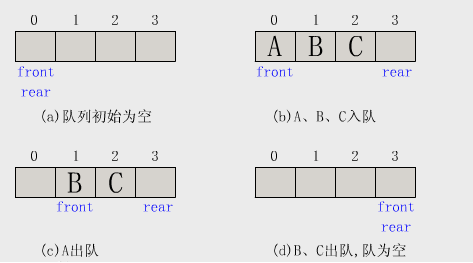 0 1 2 3
front
rear
(a)队列初始为空
0 1 2 3
A B C
front rear
(b)A、B、C入队
0 1 2 3
B C
front rear
(c)A出队
0 1 2 3
front
rear
(d)B、C出队,队为空